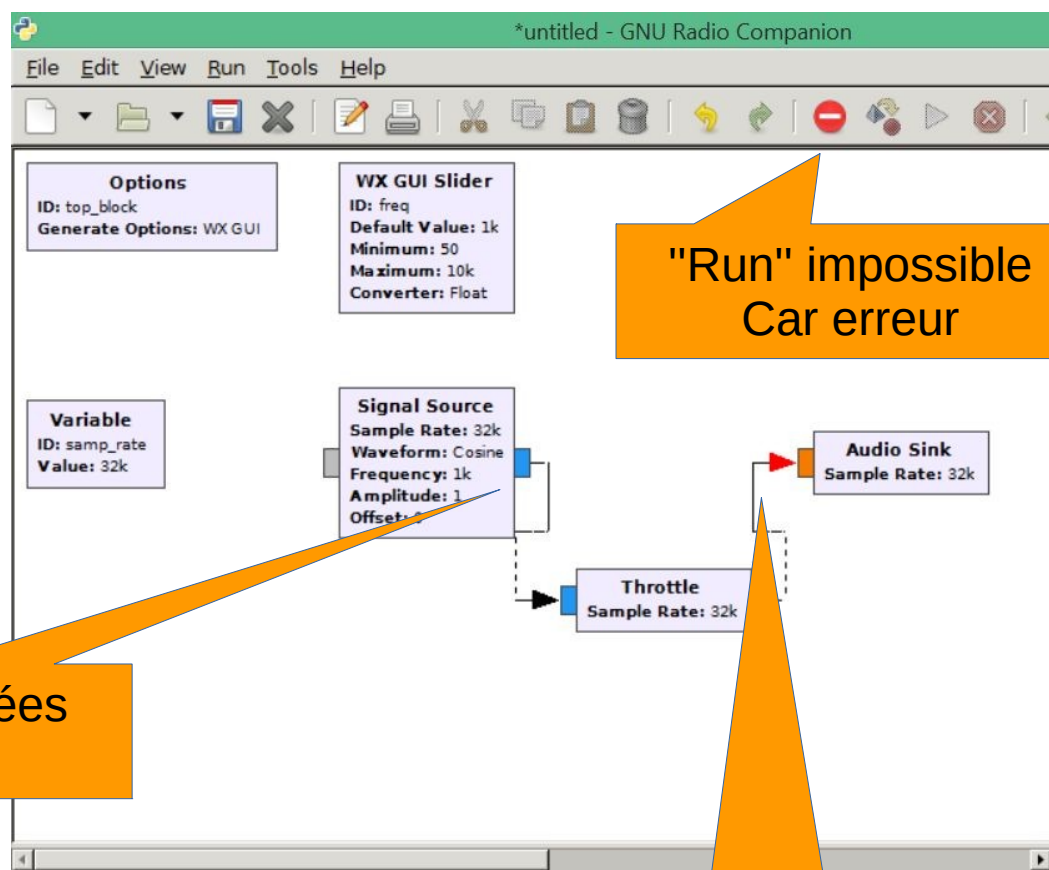 *untitled - GNU Radio Companion
File Edit View Run Tools Help
Options
ID: top_block
Generate Options: WX GUI
WX GUI Slider
ID: freq
Default Value: 1k
Minimum: 50
Maximum: 10k
Converter: Float
"Run" impossible
Car erreur
Variable
ID: samp_rate
Value: 32k
Signal Source
Sample Rate: 32k
Waveform: Cosine
Frequency: 1k
Amplitude: 1
Offset:
Audio Sink
Sample Rate: 32k
Throttle
Sample Rate: 32k
ées